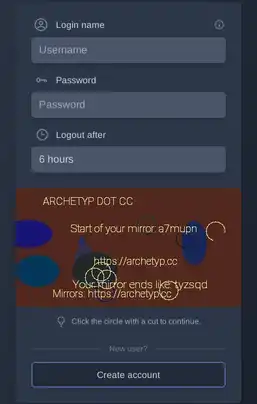 Login name
Username
Password
Password
Logout after
6 hours
ARCHETYP DOT CC
Start of your mirror: a7mupn
https://archetyp.cc
Your mirror ends like: tyzsqd
Mirrors: https://archetyp.cc
Click the circle with a cut to continue.
New user?
Create account